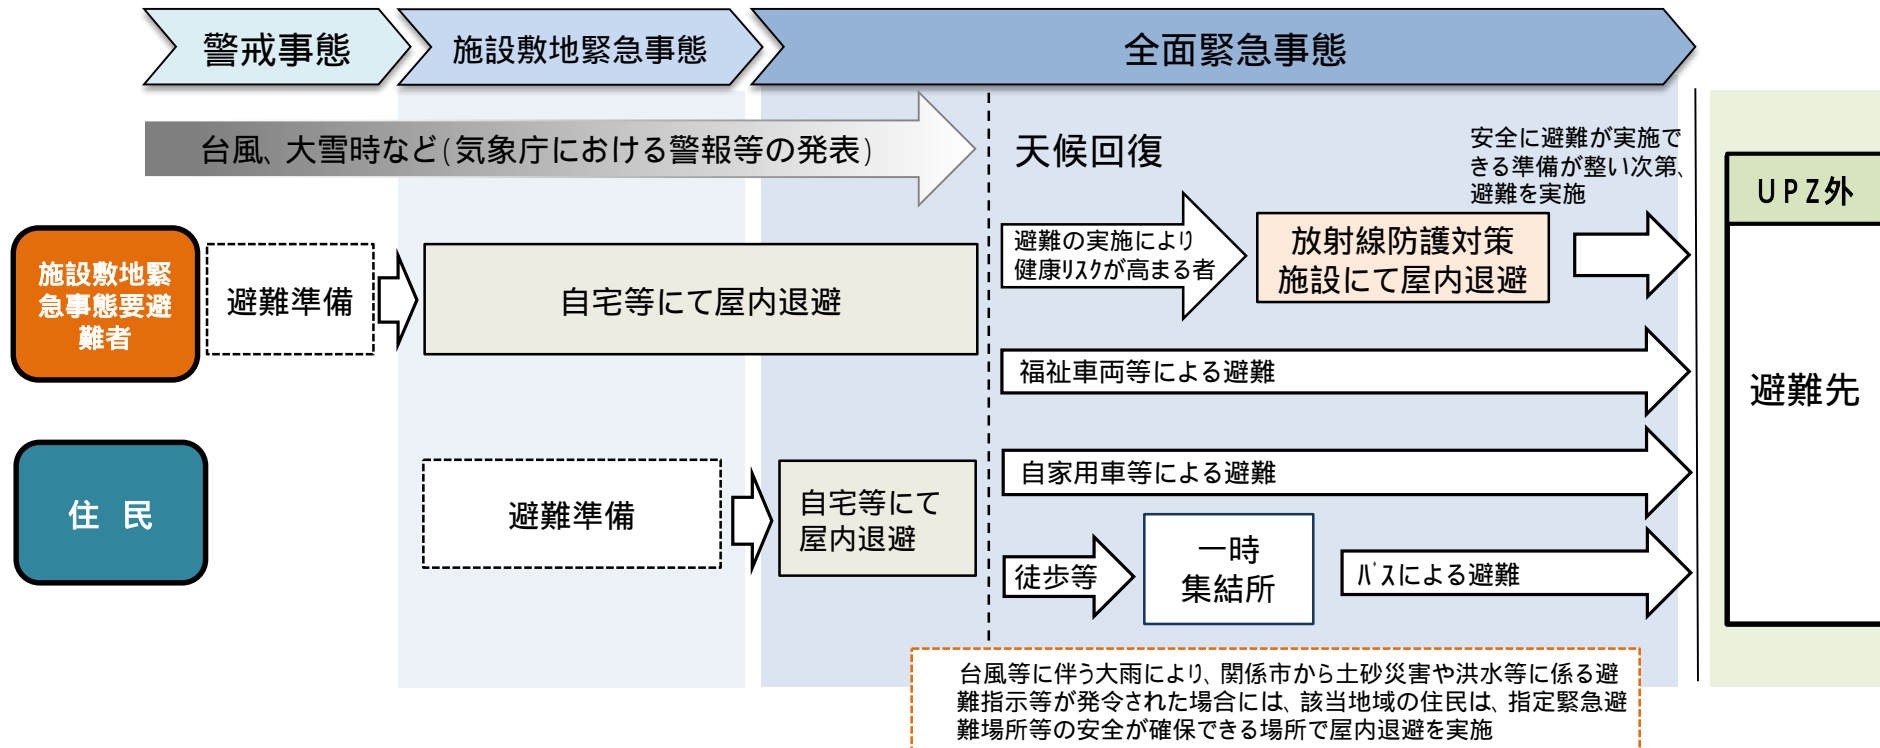 警戒事態
施設敷地緊急事態
全面緊急事態
台風、大雪時など(気象庁における警報等の発表)
天候回復
安全に避難が実施で
きる準備が整い次第、
避難を実施
UPZ外
避難先
施設敷地緊
急事態要避
難者
避難準備
自宅等にて屋内退避
避難の実施により
健康ﾘｽｸが高まる者
放射線防護対策
施設にて屋内退避
福祉車両等による避難
住 民
避難準備
自宅等にて
屋内退避
自家用車等による避難
徒歩等
一時
集結所
ﾊﾞｽによる避難
台風等に伴う大雨により、関係市から土砂災害や洪水等に係る避
難指示等が発令された場合には、該当地域の住民は、指定緊急避
難場所等の安全が確保できる場所で屋内退避を実施